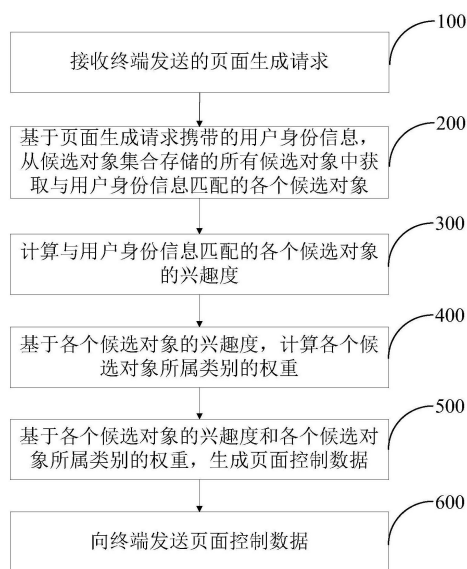 100
接收终端发送的页面生成请求
200
基于页面生成请求携带的用户身份信息，
从候选对象集合存储的所有候选对象中获
取与用户身份信息匹配的各个候选对象
300
计算与用户身份信息匹配的各个候选对象
的兴趣度
400
基于各个候选对象的兴趣度，计算各个候
选对象所属类别的权重
500
基于各个候选对象的兴趣度和各个候选对
象所属类别的权重，生成页面控制数据
600
向终端发送页面控制数据